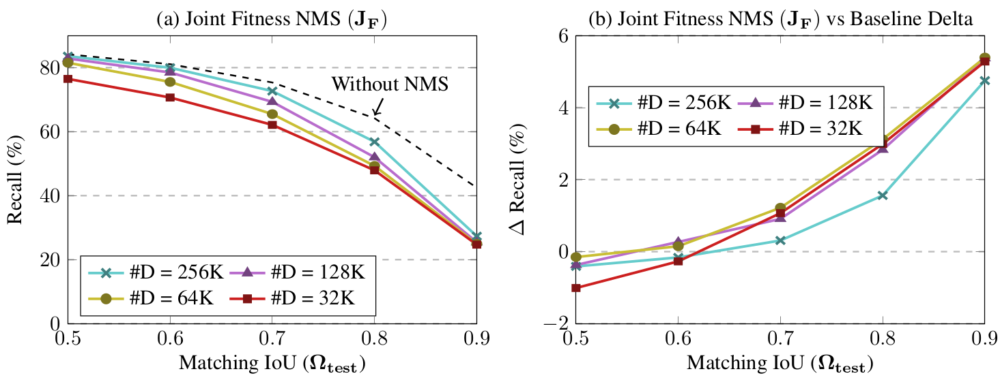 (a) Joint Fitness NMS (J_F)
Recall (%)
80
60
40
20
0
0.5 0.6 0.7 0.8 0.9
Matching IoU (Ω_test)
Without NMS
#D = 256K #D = 128K
#D = 64K #D = 32K
(b) Joint Fitness NMS (J_F) vs Baseline Delta
Δ Recall (%)
6
4
2
0
−2
0.5 0.6 0.7 0.8 0.9
Matching IoU (Ω_test)
#D = 256K #D = 128K
#D = 64K #D = 32K